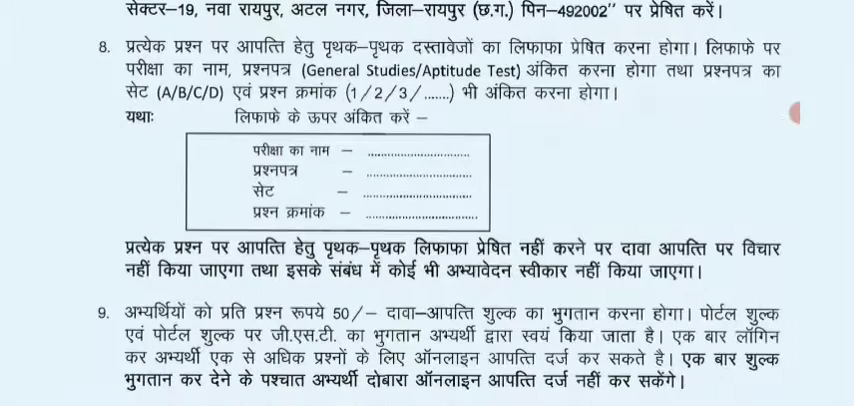 सेक्टर–19, नवा रायपुर, अटल नगर, जिला–रायपुर (छ.ग.) पिन–492002'' पर प्रेषित करें।
8. प्रत्येक प्रश्न पर आपत्ति हेतु पृथक–पृथक दस्तावेजों का लिफाफा प्रेषित करना होगा। लिफाफे पर
परीक्षा का नाम, प्रश्नपत्र (General Studies/Aptitude Test) अंकित करना होगा तथा प्रश्नपत्र का
सेट (A/B/C/D) एवं प्रश्न क्रमांक (1/2/3/.......) भी अंकित करना होगा।
यथाः लिफाफे के ऊपर अंकित करें –
परीक्षा का नाम – ..............................
प्रश्नपत्र – ...............................
सेट – ................................
प्रश्न क्रमांक – .................................
प्रत्येक प्रश्न पर आपत्ति हेतु पृथक–पृथक लिफाफा प्रेषित नहीं करने पर दावा आपत्ति पर विचार
नहीं किया जाएगा तथा इसके संबंध में कोई भी अभ्यावेदन स्वीकार नहीं किया जाएगा।
9. अभ्यर्थियों को प्रति प्रश्न रूपये 50/– दावा–आपत्ति शुल्क का भुगतान करना होगा। पोर्टल शुल्क
एवं पोर्टल शुल्क पर जी.एस.टी. का भुगतान अभ्यर्थी द्वारा स्वयं किया जाता है। एक बार लॉगिन
कर अभ्यर्थी एक से अधिक प्रश्नों के लिए ऑनलाइन आपत्ति दर्ज कर सकते है। एक बार शुल्क
भुगतान कर देने के पश्चात अभ्यर्थी दोबारा ऑनलाइन आपत्ति दर्ज नहीं कर सकेंगे।